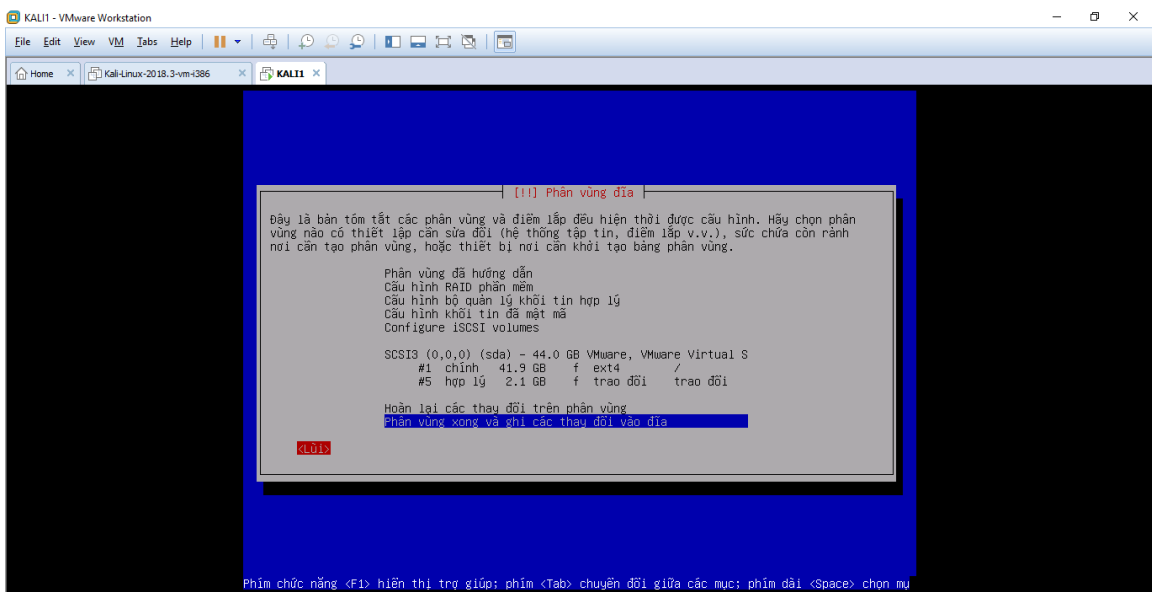 KALI1 - VMware Workstation
File Edit View VM Tabs Help
Home Kali-Linux-2018.3-vm-i386 KALI1
[!!] Phân vùng đĩa
Đây là bản tóm tắt các phân vùng và điểm lắp đều hiện thời được cấu hình. Hãy chọn phân
vùng nào có thiết lập cần sửa đổi (hệ thống tập tin, điểm lắp v.v.), sức chứa còn rảnh
nơi cần tạo phân vùng, hoặc thiết bị nơi cần khởi tạo bảng phân vùng.
Phân vùng đã hướng dẫn
Cấu hình RAID phần mềm
Cấu hình bộ quản lý khối tin hợp lý
Cấu hình khối tin đã mật mã
Configure iSCSI volumes
SCSI3 (0,0,0) (sda) - 44.0 GB VMware, VMware Virtual S
#1 chính 41.9 GB f ext4 /
#5 hợp lý 2.1 GB f trao đổi trao đổi
Hoàn lại các thay đổi trên phân vùng
Phân vùng xong và ghi các thay đổi vào đĩa
<Lùi>
Phím chức năng <F1> hiển thị trợ giúp; phím <Tab> chuyển đổi giữa các mục; phím dài <Space> chọn mụ